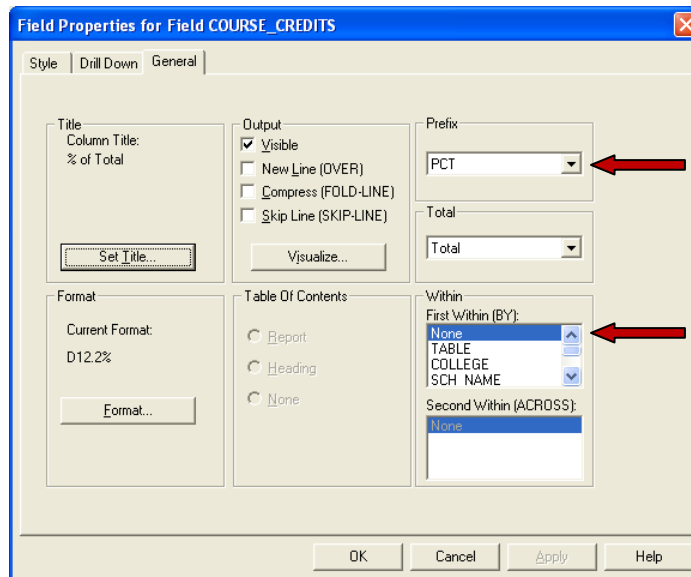 Field Properties for Field COURSE_CREDITS
Style Drill Down General
Title
Column Title:
% of Total
Set Title...
Output
Visible
New Line (OVER)
Compress (FOLD-LINE)
Skip Line (SKIP-LINE)
Visualize...
Prefix
PCT
Total
Total
Format
Current Format:
D12.2%
Format...
Table Of Contents
Report
Heading
None
Within
First Within (BY):
None
TABLE
COLLEGE
SCH_NAME
Second Within (ACROSS):
None
OK Cancel Apply Help